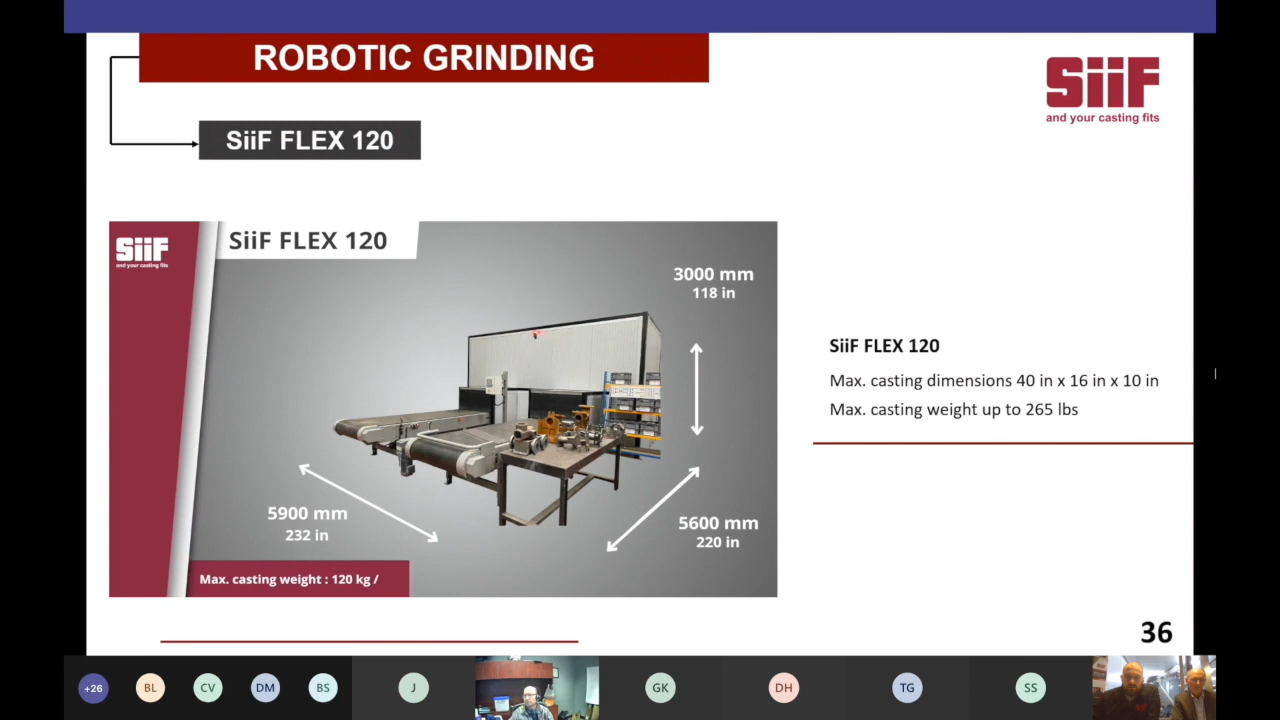 ROBOTIC GRINDING
SiiF
and your casting fits
SiiF FLEX 120
SiiF
and your casting fits
SiiF FLEX 120
3000 mm
118 in
5900 mm
232 in
5600 mm
220 in
Max. casting weight : 120 kg /
SiiF FLEX 120
Max. casting dimensions 40 in x 16 in x 10 in
Max. casting weight up to 265 lbs
36
+26
BL
CV
DM
BS
J
GK
DH
TG
SS